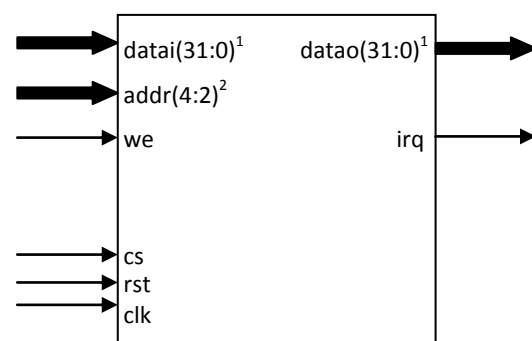 datai(31:0)¹ datao(31:0)¹
addr(4:2)²
we irq
cs
rst
clk